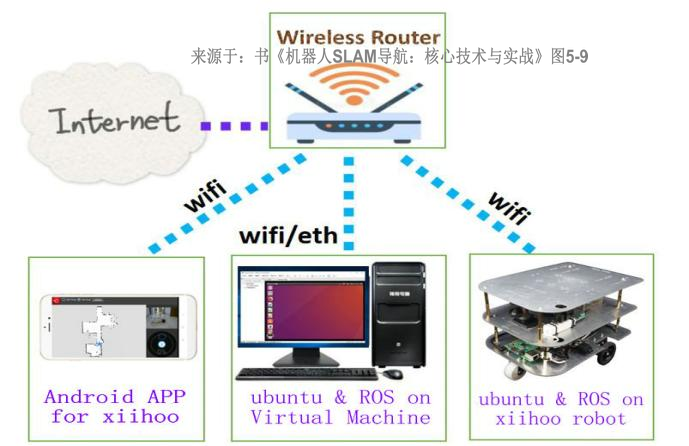 Wireless Router
来源于：书《机器人SLAM导航：核心技术与实战》图5-9
Internet
wifi
wifi/eth
wifi
Android APP
for xiihoo
ubuntu & ROS on
Virtual Machine
ubuntu & ROS on
xiihoo robot